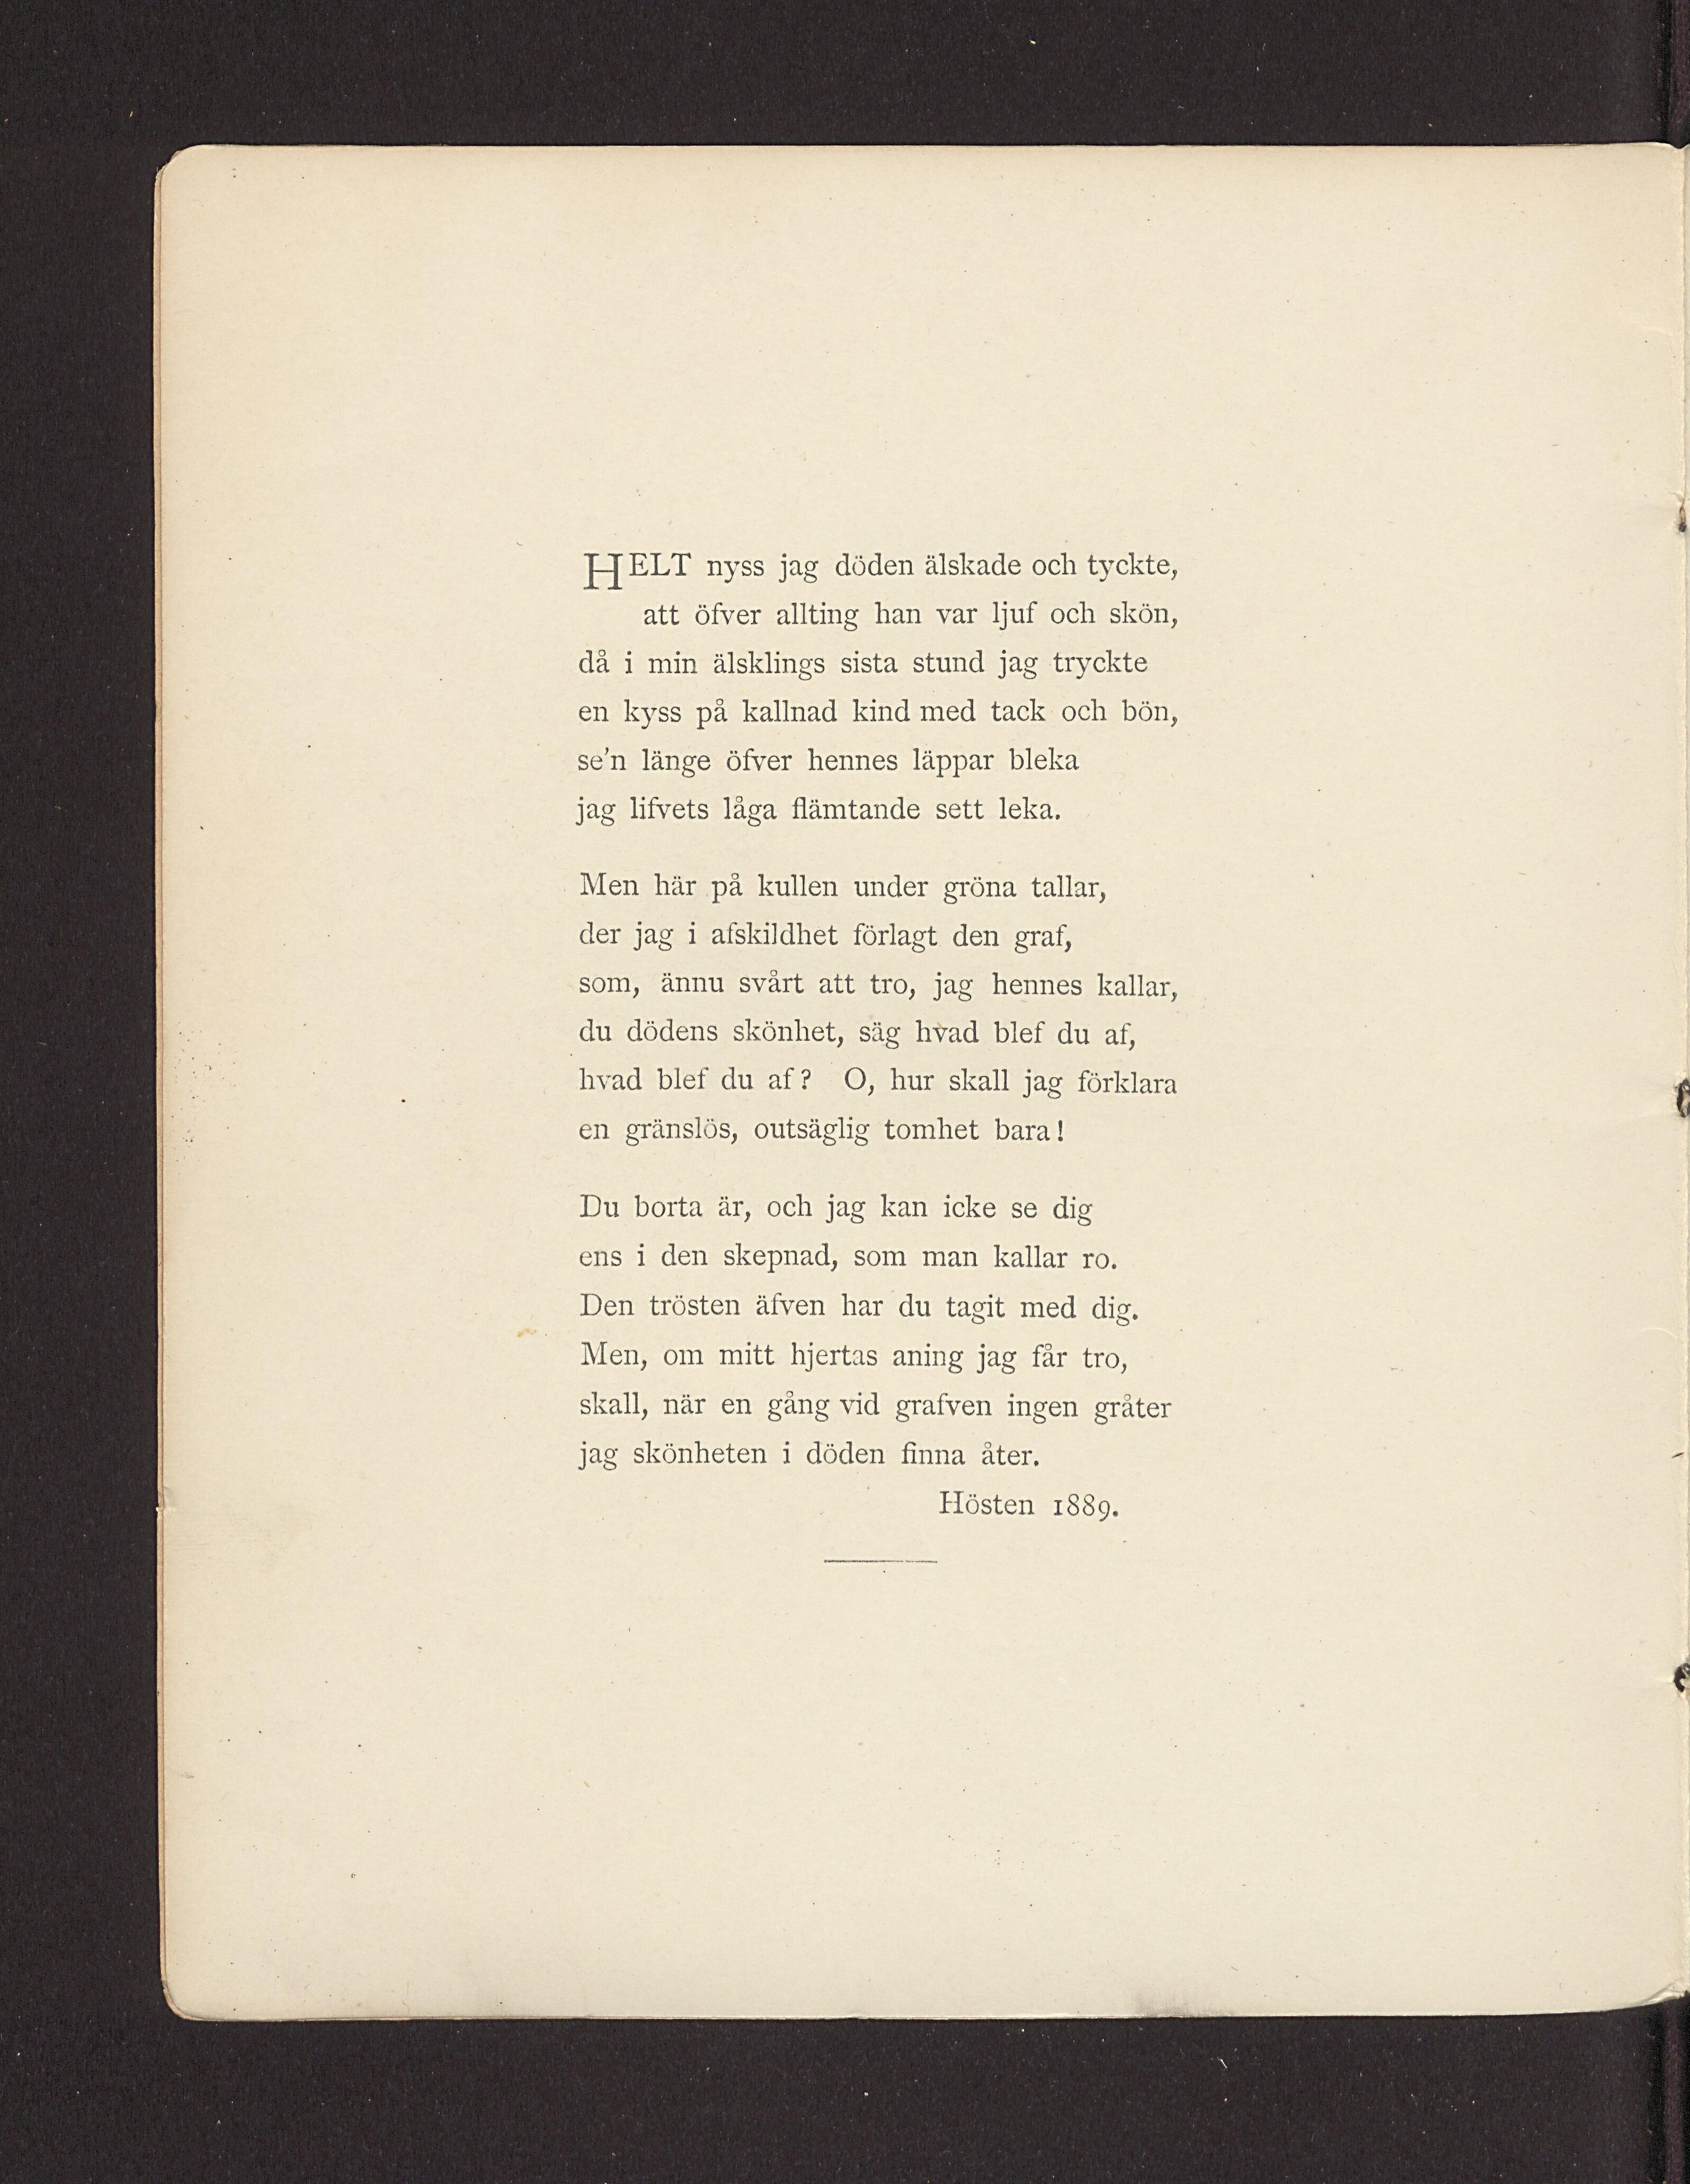 HELT nyss jag döden älskade och tyckte,
att öfver allting han var ljuf och skön,
då i min älsklings sista stund jag tryckte
en kyss på kallnad kind med tack och bön,
se'n länge öfver hennes läppar bleka
jag lifvets låga flämtande sett leka.
Men här på kullen under gröna tallar,
der jag i afskildhet förlagt den graf,
som, ännu svårt att tro, jag hennes kallar,
du dödens skönhet, säg hvad blef du af,
hvad blef du af? O, hur skall jag förklara
en gränslös, outsäglig tomhet bara!
Du borta är, och jag kan icke se dig
ens i den skepnad, som man kallar ro.
Den trösten äfven har du tagit med dig.
Men, om mitt hjertas aning jag får tro,
skall, när en gång vid grafven ingen gråter
jag skönheten i döden finna åter.
Hösten 1889.